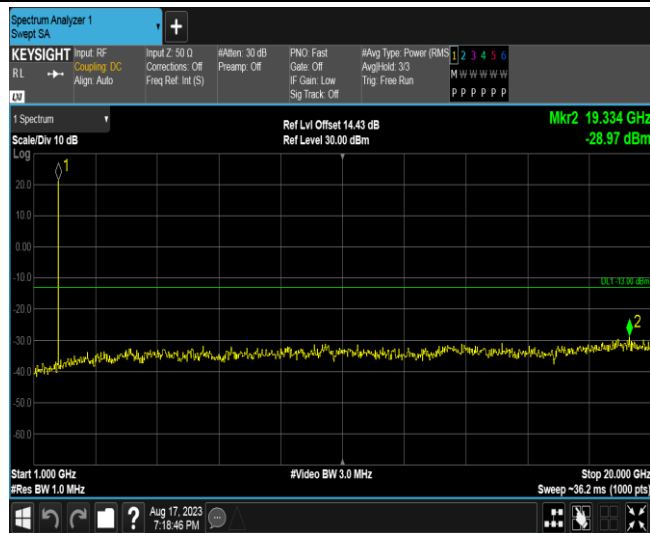 Spectrum Analyzer 1
Swept SA
+
KEYSIGHT
RL
LXI
Input: RF
Coupling: DC
Align: Auto
Input Z: 50 Ω
Corrections: Off
Freq Ref: Int (S)
#Atten: 30 dB
Preamp: Off
PNO: Fast
Gate: Off
IF Gain: Low
Sig Track: Off
#Avg Type: Power (RMS
Avg|Hold: 3/3
Trig: Free Run
1 2 3 4 5 6
M W W W W W
P P P P P P
1 Spectrum
Scale/Div 10 dB
Log
Ref Lvl Offset 14.43 dB
Ref Level 30.00 dBm
Mkr2 19.334 GHz
-28.97 dBm
1
20.0
10.0
0.00
-10.0
DL1 -13.00 dBm
-20.0
2
-30.0
-40.0
-50.0
-60.0
Start 1.000 GHz
#Video BW 3.0 MHz
Stop 20.000 GHz
#Res BW 1.0 MHz
Sweep ~36.2 ms (1000 pts)
?
Aug 17, 2023
7:18:46 PM